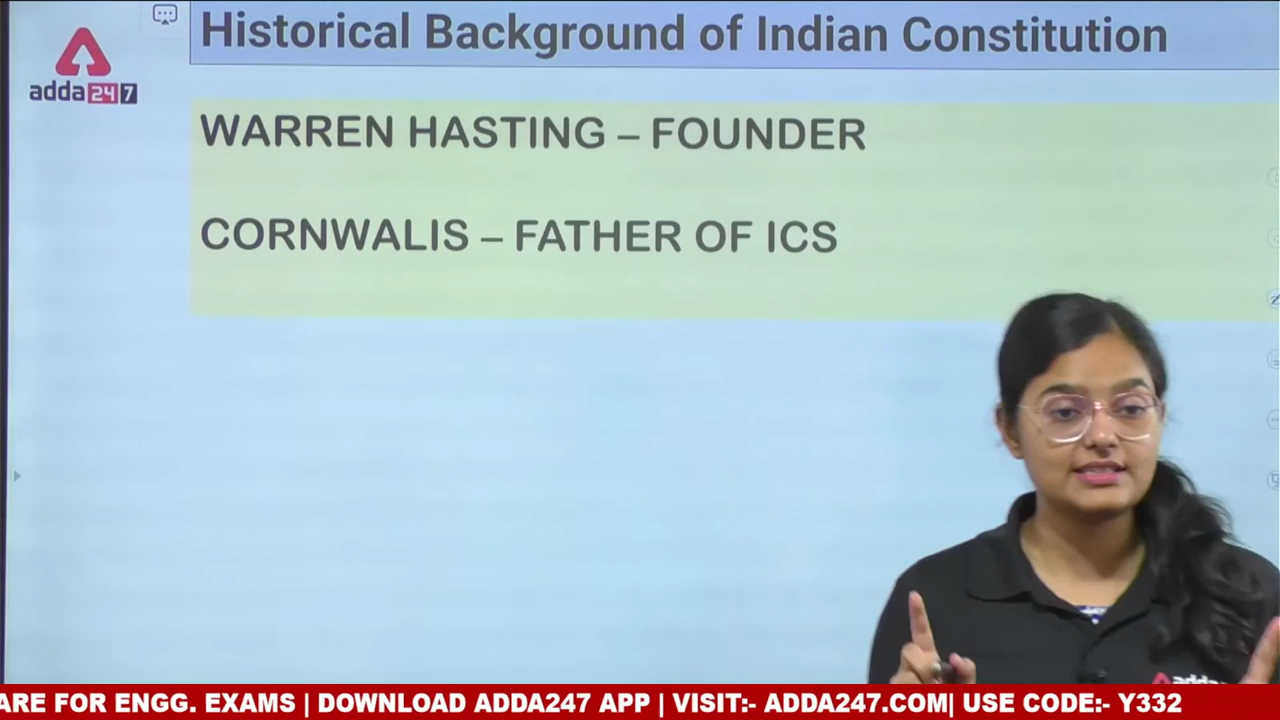 Historical Background of Indian Constitution
adda247
WARREN HASTING – FOUNDER
CORNWALIS – FATHER OF ICS
adda
ARE FOR ENGG. EXAMS | DOWNLOAD ADDA247 APP | VISIT:- ADDA247.COM| USE CODE:- Y332